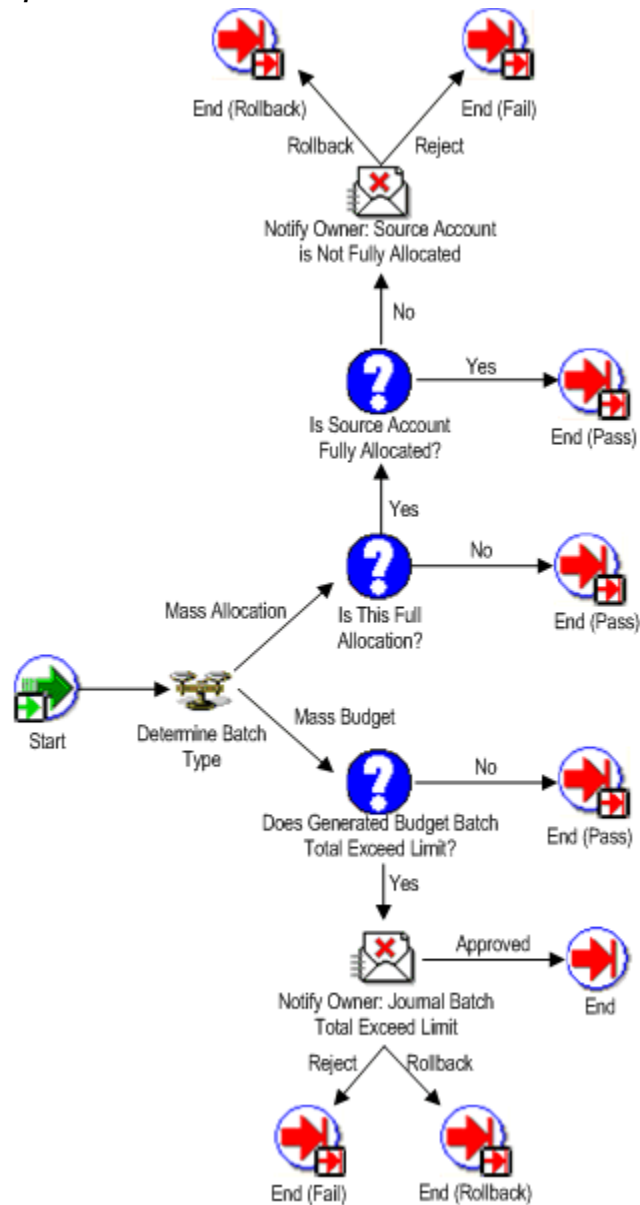 End (Rollback)
End (Fail)
Rollback
Reject
Notify Owner: Source Account
is Not Fully Allocated
No
Yes
Is Source Account
Fully Allocated?
End (Pass)
Yes
No
Mass Allocation
Is This Full
Allocation?
End (Pass)
Start
Determine Batch
Type
Mass Budget
No
Does Generated Budget Batch
Total Exceed Limit?
End (Pass)
Yes
Approved
Notify Owner: Journal Batch
Total Exceed Limit
End
Reject
Rollback
End (Fail)
End (Rollback)